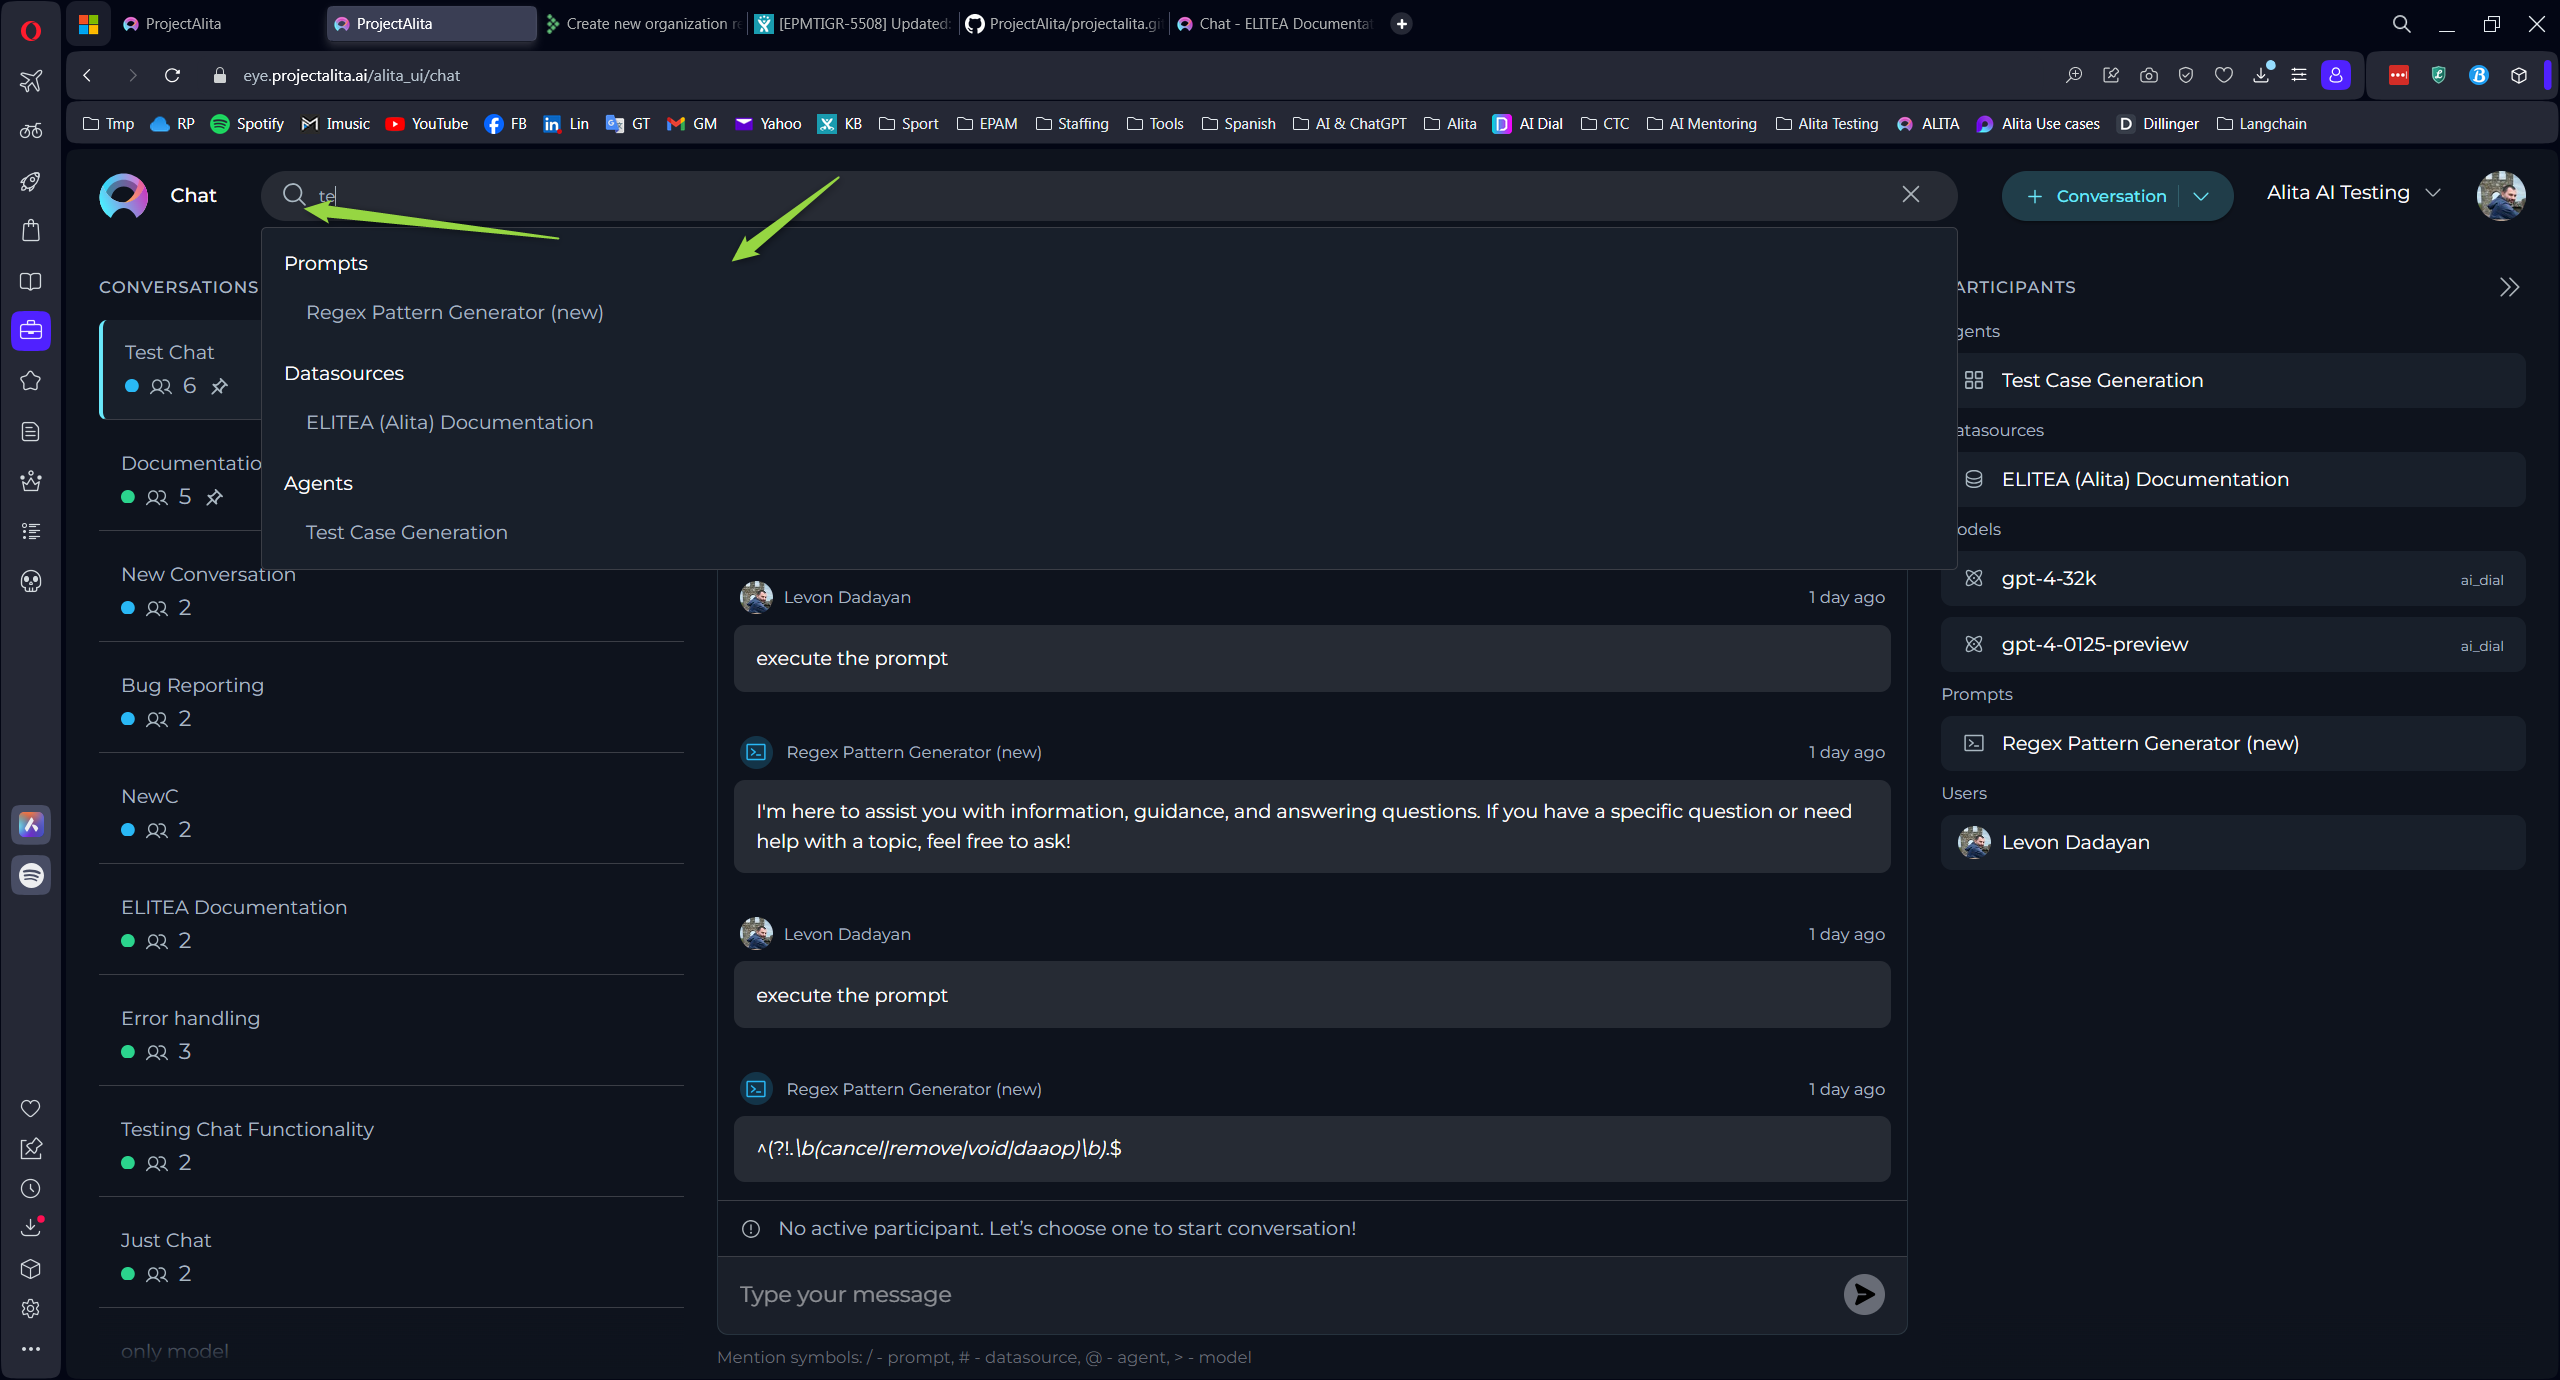 ProjectAlita
ProjectAlita
Create new organization r
[EPMTIGR-5508] Updated:
ProjectAlita/projectalita.gi
Chat - ELITEA Documentat
eye.projectalita.ai/alita_ui/chat
Tmp
RP
Spotify
Imusic
YouTube
FB
Lin
GT
GM
Yahoo
KB
Sport
EPAM
Staffing
Tools
Spanish
AI & ChatGPT
Alita
AI Dial
CTC
AI Mentoring
Alita Testing
ALITA
Alita Use cases
Dillinger
Langchain
Chat
te
Conversation
Alita AI Testing
CONVERSATIONS
Test Chat
6
Documentatio
5
New Conversation
2
Bug Reporting
2
NewC
2
ELITEA Documentation
2
Error handling
3
Testing Chat Functionality
2
Just Chat
2
only model
Prompts
Regex Pattern Generator (new)
Datasources
ELITEA (Alita) Documentation
Agents
Test Case Generation
Levon Dadayan
1 day ago
execute the prompt
Regex Pattern Generator (new)
1 day ago
I'm here to assist you with information, guidance, and answering questions. If you have a specific question or need
help with a topic, feel free to ask!
Levon Dadayan
1 day ago
execute the prompt
Regex Pattern Generator (new)
1 day ago
^(?!.\b(cancel|remove|void|daaop)\b).$
No active participant. Let's choose one to start conversation!
Type your message
Mention symbols: / - prompt, # - datasource, @ - agent, > - model
ARTICIPANTS
gents
Test Case Generation
atasources
ELITEA (Alita) Documentation
odels
gpt-4-32k
ai_dial
gpt-4-0125-preview
ai_dial
Prompts
Regex Pattern Generator (new)
Users
Levon Dadayan